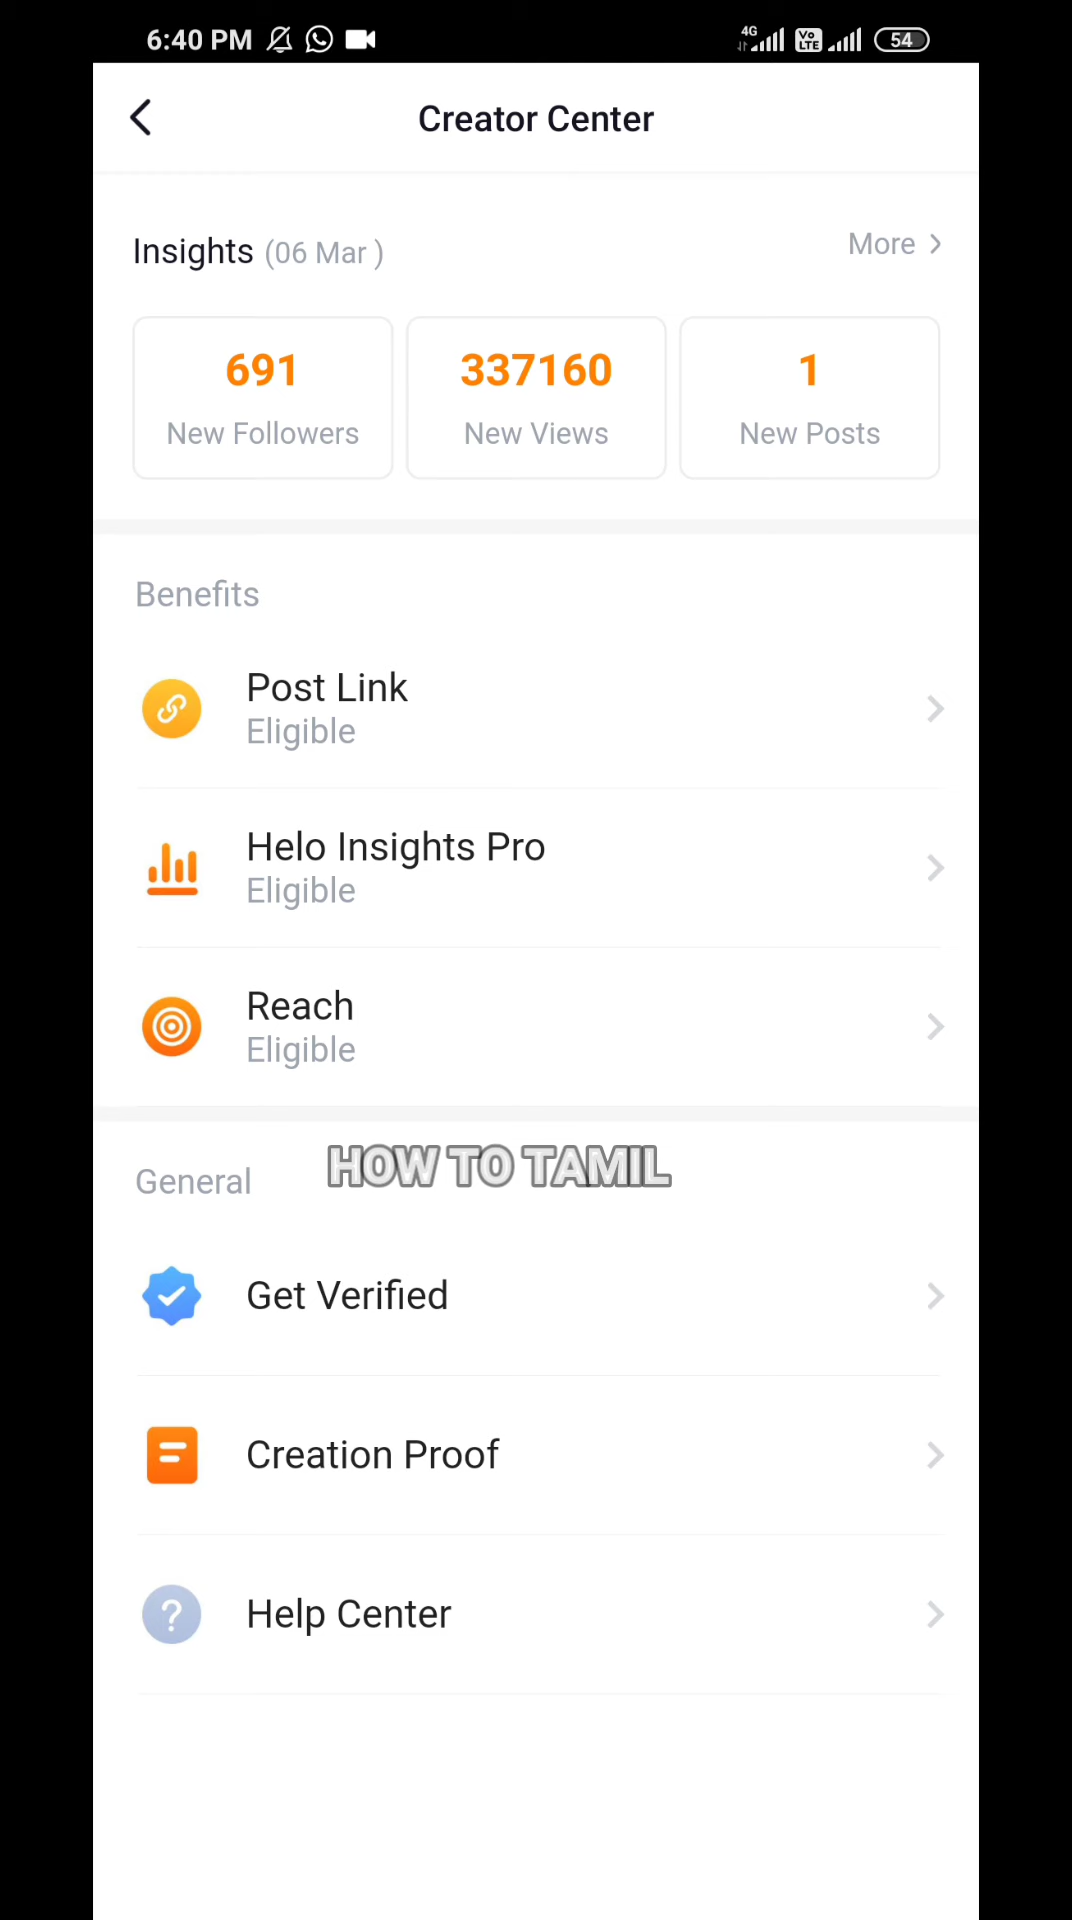 6:40 PM
4G
Vo LTE
54
Creator Center
Insights (06 Mar )
More
691
337160
1
New Followers
New Views
New Posts
Benefits
Post Link
Eligible
Helo Insights Pro
Eligible
Reach
Eligible
HOW TO TAMIL
General
Get Verified
Creation Proof
Help Center